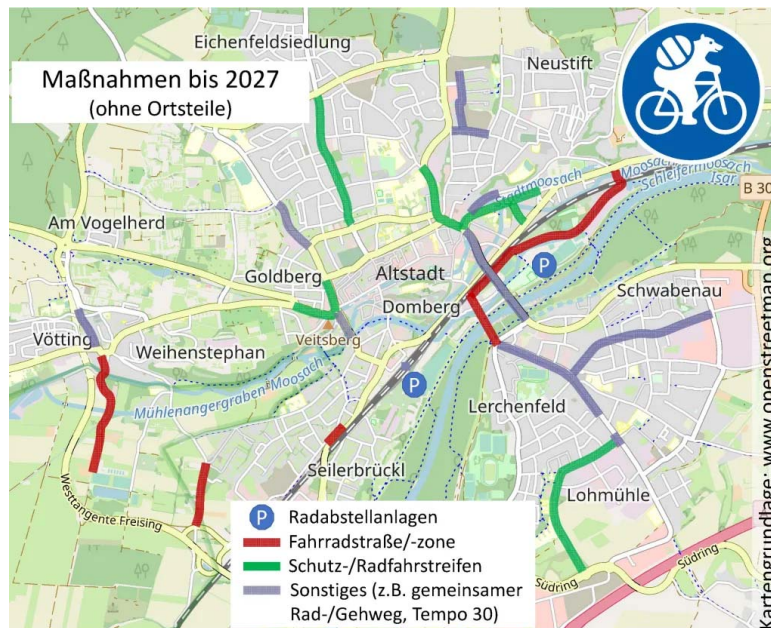 Eichenfeldsiedlung
Neustift
Maßnahmen bis 2027
(ohne Ortsteile)
Stadtmoosach
Moosach
Schleifermoosach
Isar
B 30
Am Vogelherd
Goldberg
Altstadt
P
Schwabenau
Domberg
Vötting
Weihenstephan
Veitsberg
P
Mühlenangergraben Moosach
Lerchenfeld
Seilerbrückl
Lohmühle
Westtangente Freising
P Radabstellanlagen
Fahrradstraße/-zone
Schutz-/Radfahrstreifen
Sonstiges (z.B. gemeinsamer
Rad-/Gehweg, Tempo 30)
Südring
Südring
Kartengrundlage: www.openstreetmap.org